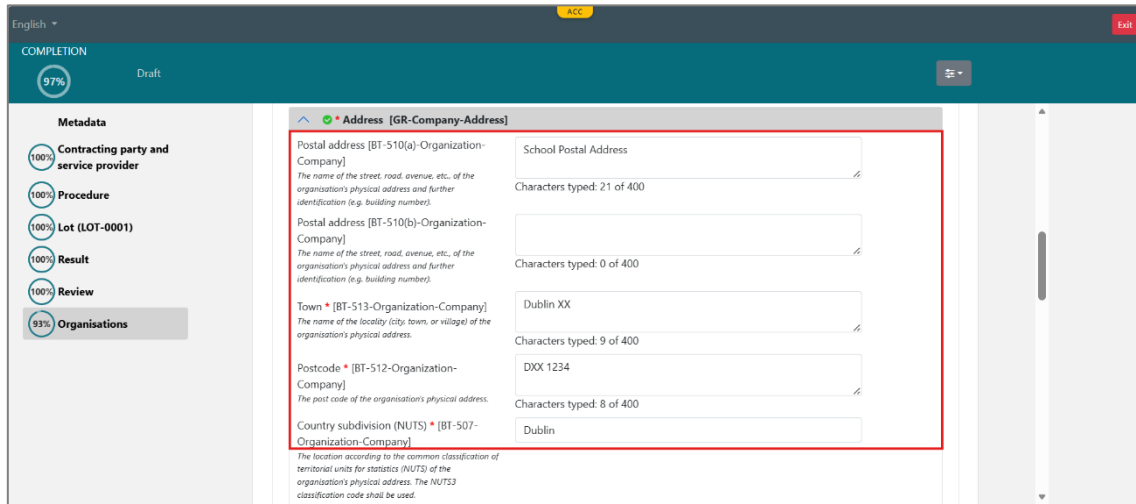 ACC
English
Exit
COMPLETION
97%
Draft
Metadata
100% Contracting party and
service provider
100% Procedure
100% Lot (LOT-0001)
100% Result
100% Review
93% Organisations
* Address [GR-Company-Address]
Postal address [BT-510(a)-Organization-
Company]
The name of the street, road, avenue, etc., of the
organisation's physical address and further
identification (e.g. building number).
School Postal Address
Characters typed: 21 of 400
Postal address [BT-510(b)-Organization-
Company]
The name of the street, road, avenue, etc., of the
organisation's physical address and further
identification (e.g. building number).
Characters typed: 0 of 400
Town * [BT-513-Organization-Company]
The name of the locality (city, town, or village) of the
organisation's physical address.
Dublin XX
Characters typed: 9 of 400
Postcode * [BT-512-Organization-
Company]
The post code of the organisation's physical address.
DXX 1234
Characters typed: 8 of 400
Country subdivision (NUTS) * [BT-507-
Organization-Company]
The location according to the common classification of
territorial units for statistics (NUTS) of the
organisation's physical address. The NUTS3
classification code shall be used.
Dublin